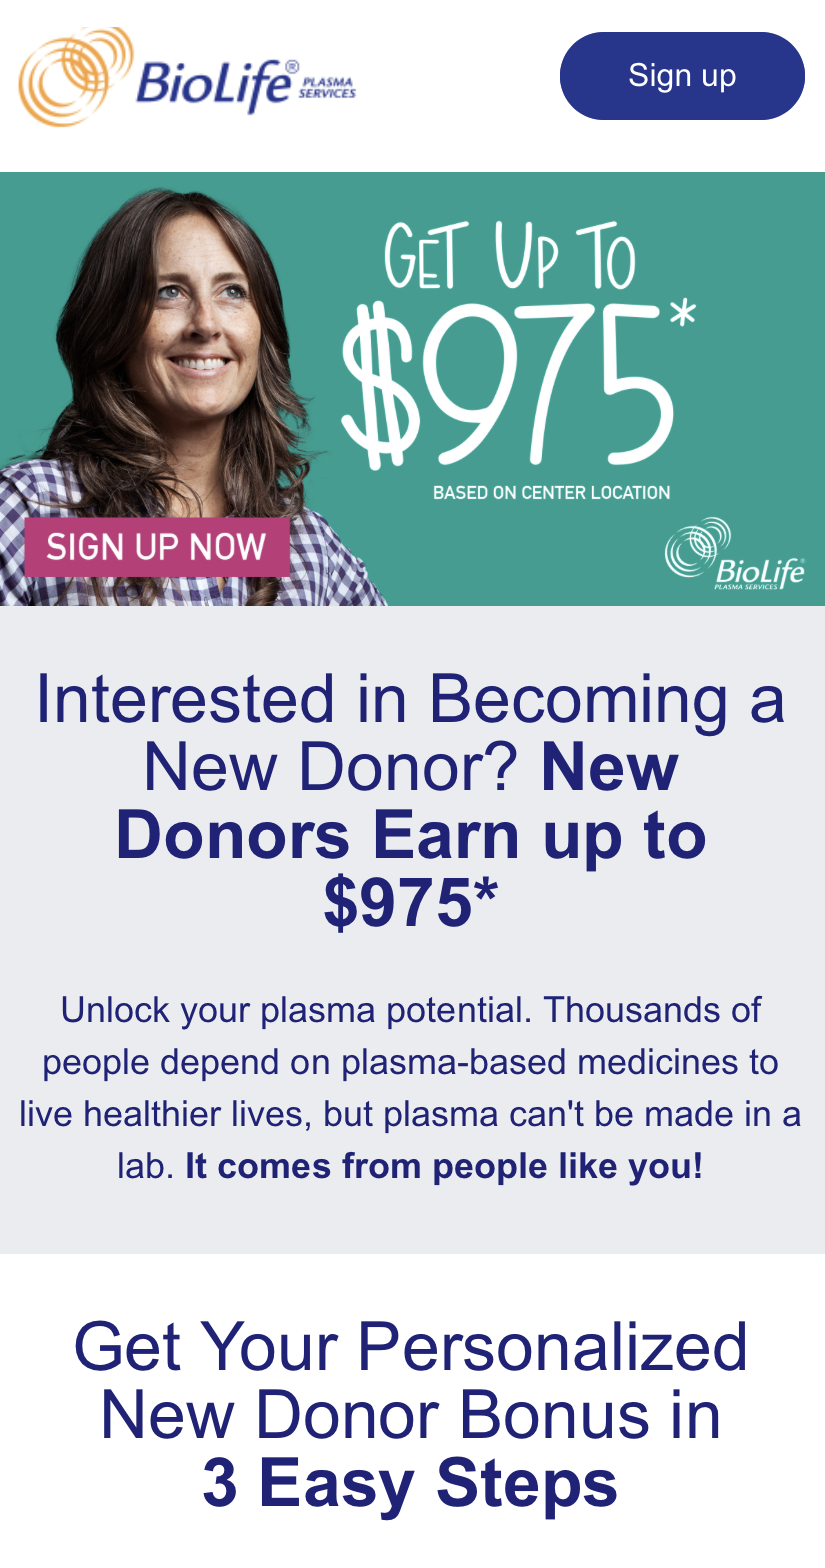 BioLife® PLASMA SERVICES
Sign up
GET UP TO
$975*
BASED ON CENTER LOCATION
SIGN UP NOW
BioLife
PLASMA SERVICES
Interested in Becoming a
New Donor? New
Donors Earn up to
$975*
Unlock your plasma potential. Thousands of
people depend on plasma-based medicines to
live healthier lives, but plasma can't be made in a
lab. It comes from people like you!
Get Your Personalized
New Donor Bonus in
3 Easy Steps